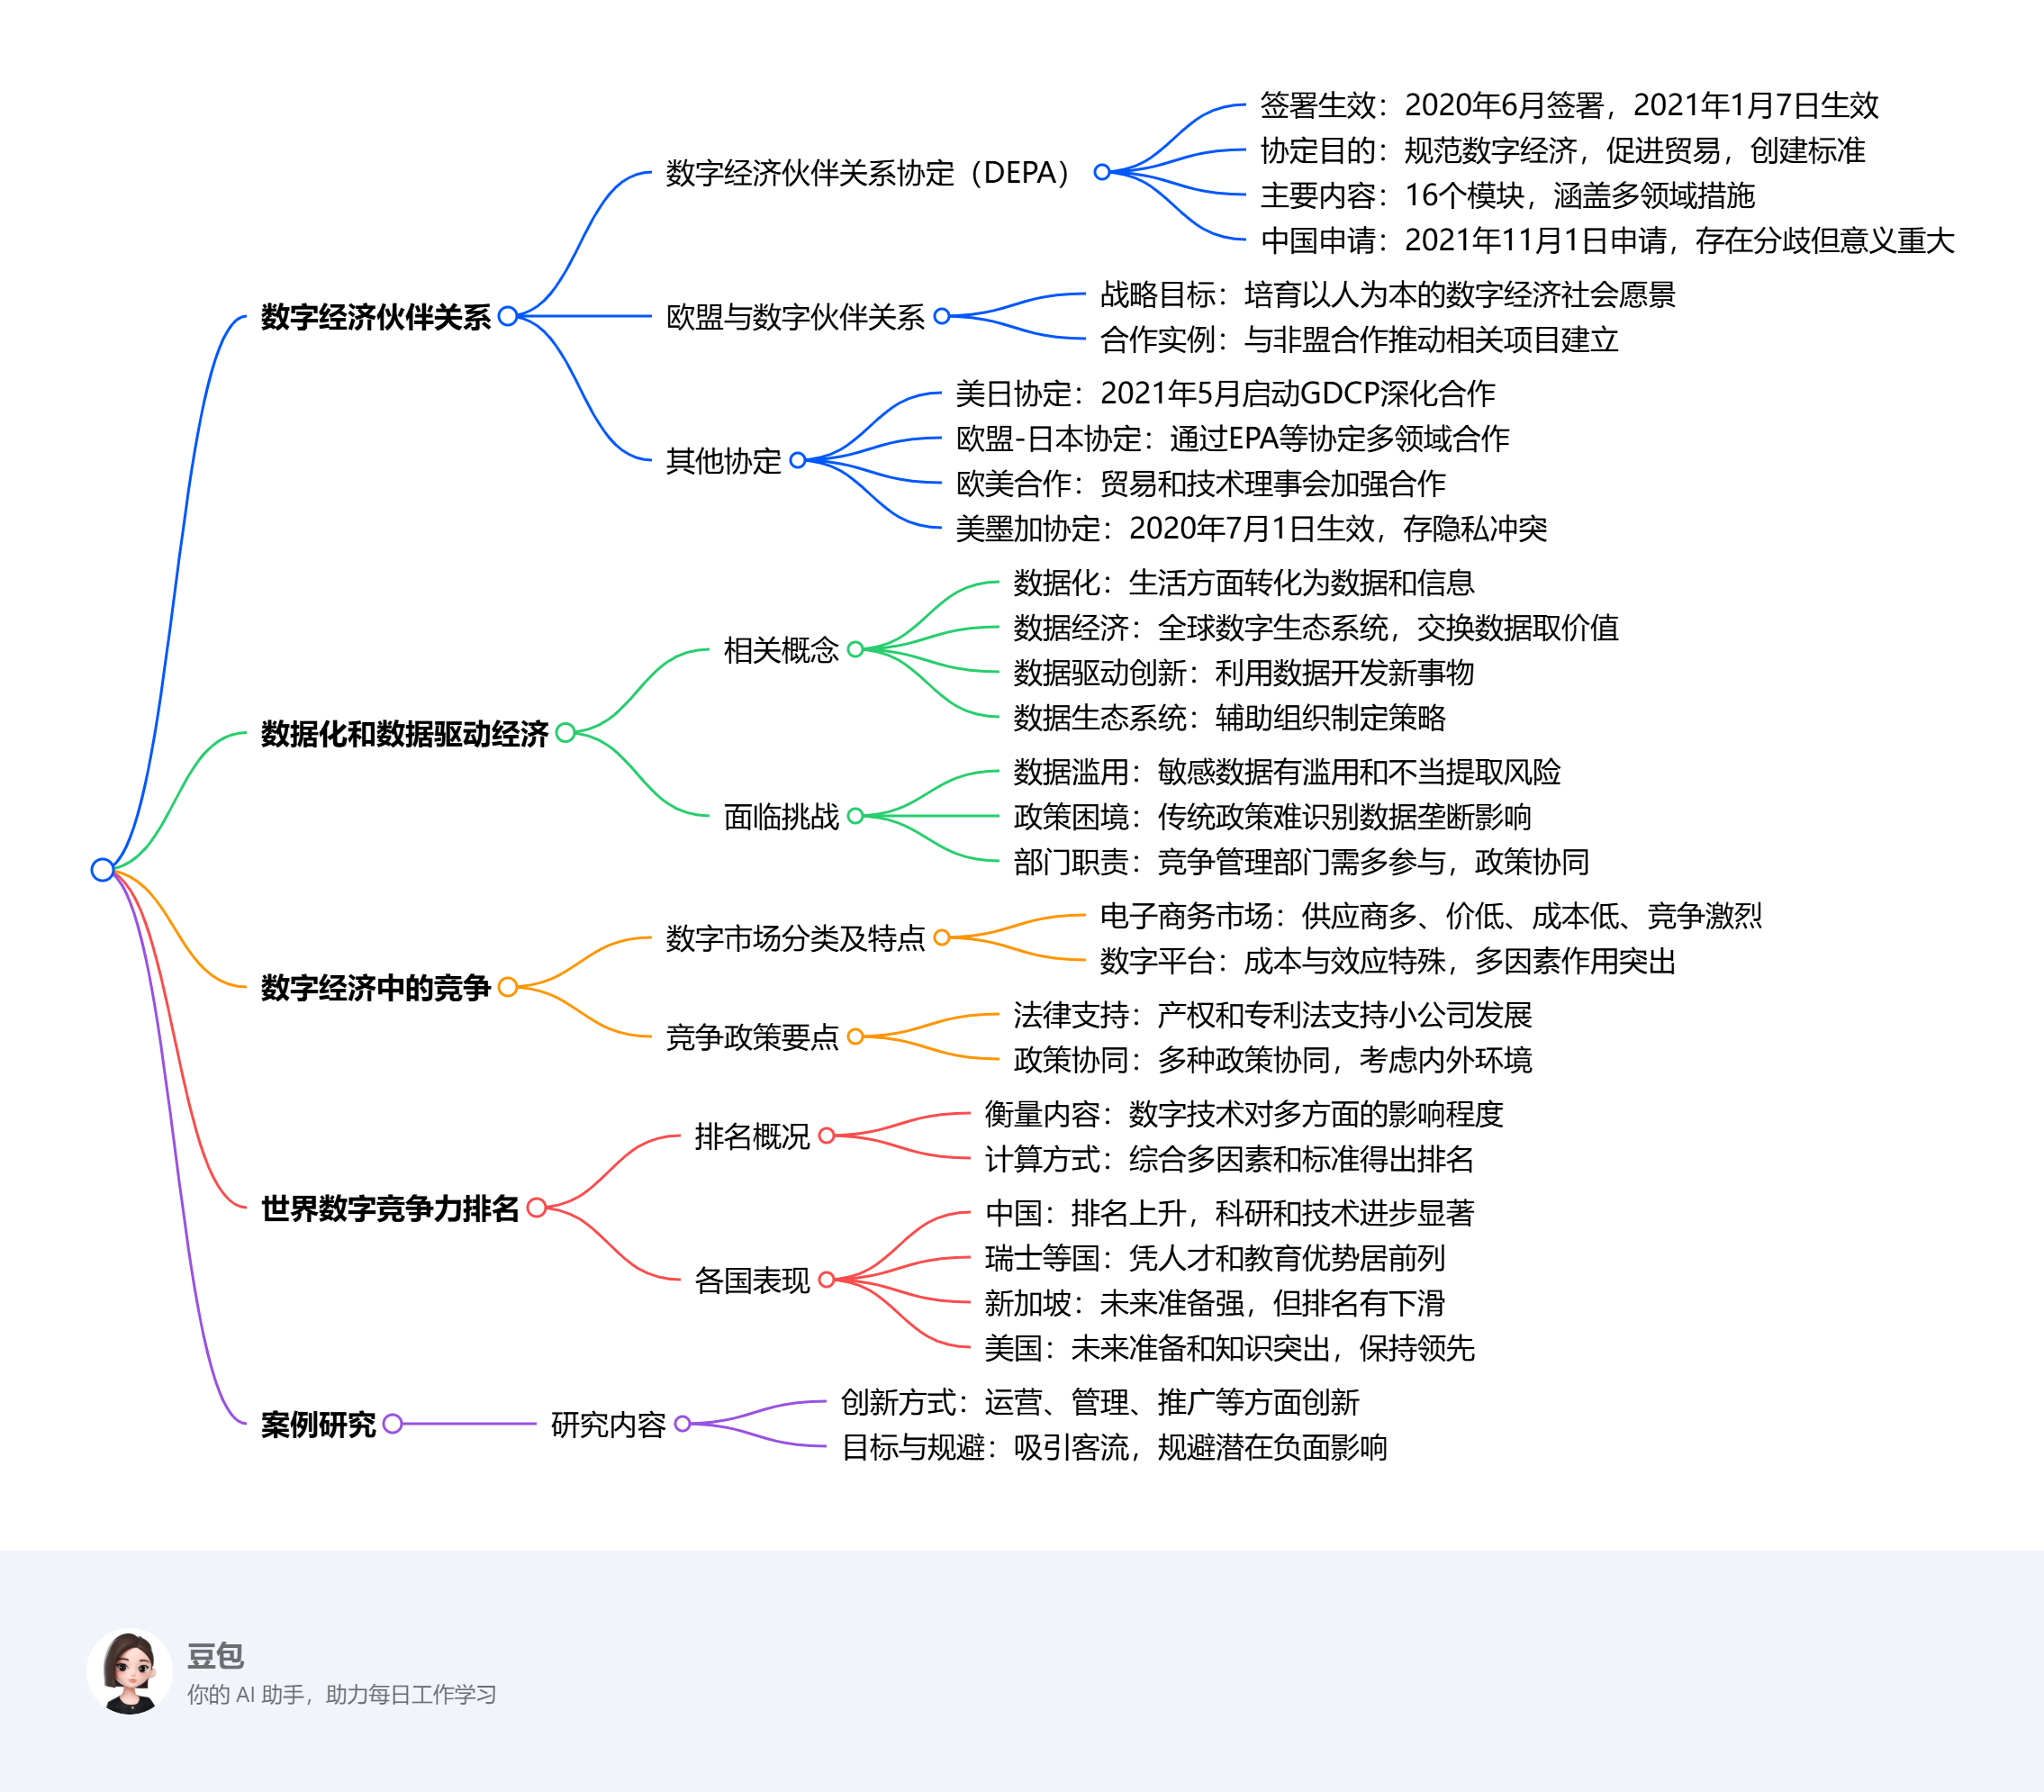 数字经济伙伴关系
数字经济伙伴关系协定（DEPA）
签署生效：2020年6月签署，2021年1月7日生效
协定目的：规范数字经济，促进贸易，创建标准
主要内容：16个模块，涵盖多领域措施
中国申请：2021年11月1日申请，存在分歧但意义重大
欧盟与数字伙伴关系
战略目标：培育以人为本的数字经济社会愿景
合作实例：与非盟合作推动相关项目建立
其他协定
美日协定：2021年5月启动GDCP深化合作
欧盟-日本协定：通过EPA等协定多领域合作
欧美合作：贸易和技术理事会加强合作
美墨加协定：2020年7月1日生效，存隐私冲突
数据化和数据驱动经济
相关概念
数据化：生活方面转化为数据和信息
数据经济：全球数字生态系统，交换数据取价值
数据驱动创新：利用数据开发新事物
数据生态系统：辅助组织制定策略
面临挑战
数据滥用：敏感数据有滥用和不当提取风险
政策困境：传统政策难识别数据垄断影响
部门职责：竞争管理部门需多参与，政策协同
数字经济中的竞争
数字市场分类及特点
电子商务市场：供应商多、价低、成本低、竞争激烈
数字平台：成本与效应特殊，多因素作用突出
竞争政策要点
法律支持：产权和专利法支持小公司发展
政策协同：多种政策协同，考虑内外环境
世界数字竞争力排名
排名概况
衡量内容：数字技术对多方面的影响程度
计算方式：综合多因素和标准得出排名
各国表现
中国：排名上升，科研和技术进步显著
瑞士等国：凭人才和教育优势居前列
新加坡：未来准备强，但排名有下滑
美国：未来准备和知识突出，保持领先
案例研究
研究内容
创新方式：运营、管理、推广等方面创新
目标与规避：吸引客流，规避潜在负面影响
豆包
你的 AI 助手，助力每日工作学习